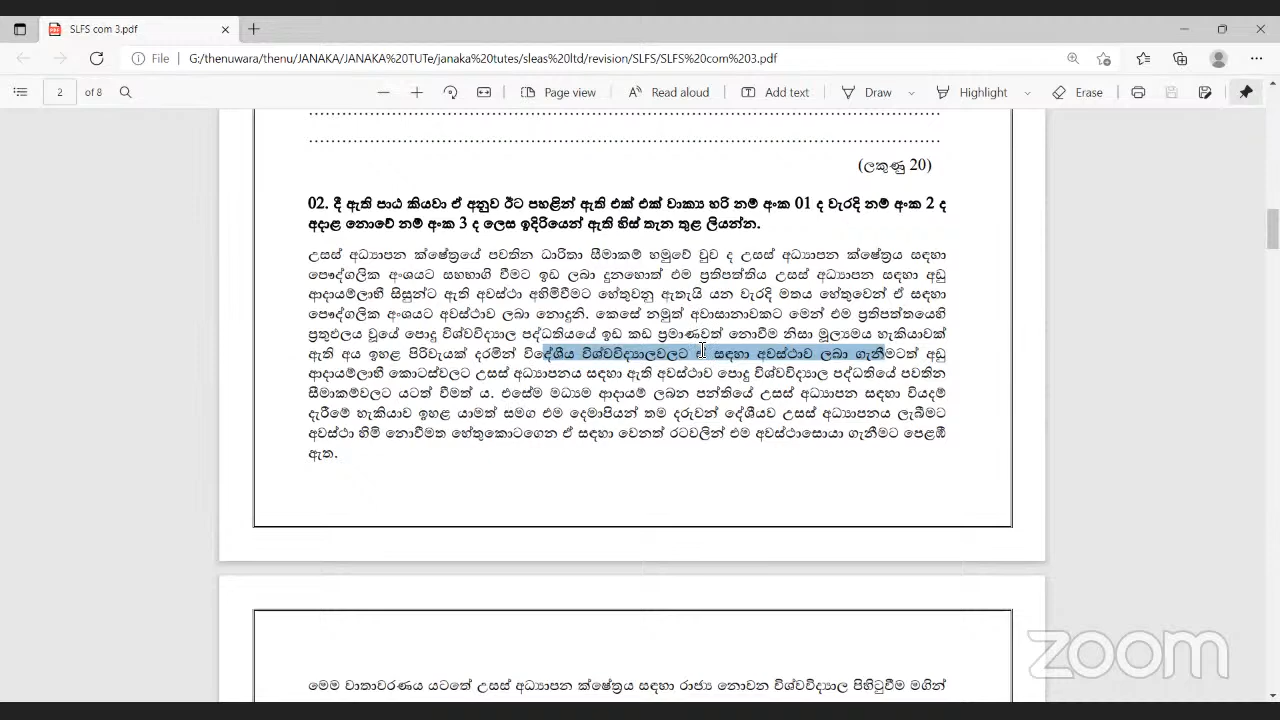 SLFS com 3.pdf
File G:/thenuwara/thenu/JANAKA/JANAKA%20TUTe/janaka%20tutes/sleas%20ltd/revision/SLFS/SLFS%20com%203.pdf
2 of 8 Page view Read aloud Add text Draw Highlight Erase
(ලකුණු 20)
02. දී ඇති පාඨ කියවා ඒ අනුව ඊට පහළින් ඇති එක් එක් වාක්‍ය හරි නම් අංක 01 ද වැරදි නම් අංක 2 ද
අදාළ නොවේ නම් අංක 3 ද ලෙස ඉදිරියෙන් ඇති හිස් තැන තුළ ලියන්න.
උසස් අධ්‍යාපන ක්ෂේත්‍රයේ පවතින ධාරිතා සීමාකම් හමුවේ වුව ද උසස් අධ්‍යාපන ක්ෂේත්‍රය සඳහා
පෞද්ගලික අංශයට සහභාගි වීමට ඉඩ ලබා දුනහොත් එම ප්‍රතිපත්තිය උසස් අධ්‍යාපන සඳහා අඩු
ආදායම්ලාභී සිසුන්ට ඇති අවස්ථා අහිමිවීමට හේතුවනු ඇතැයි යන වැරදි මතය හේතුවෙන් ඒ සඳහා
පෞද්ගලික අංශයට අවස්ථාව ලබා නොදුනි. කෙසේ නමුත් අවාසානාවකට මෙන් එම ප්‍රතිපත්තයෙහි
ප්‍රතුඵලය වූයේ පොදු විශ්වවිද්‍යාල පද්ධතියයේ ඉඩ කඩ ප්‍රමාණවත් නොවීම නිසා මූල්‍යමය හැකියාවක්
ඇති අය ඉහළ පිරිවැයක් දරමින් විදේශීය විශ්වවිද්‍යාලවලට ඒ සඳහා අවස්ථාව ලබා ගැනීමටත් අඩු
ආදායම්ලාභී කොටස්වලට උසස් අධ්‍යාපනය සඳහා ඇති අවස්ථාව පොදු විශ්වවිද්‍යාල පද්ධතියේ පවතින
සීමාකම්වලට යටත් වීමත් ය. එසේම මධ්‍යම ආදායම් ලබන පන්තියේ උසස් අධ්‍යාපන සඳහා වියදම්
දැරීමේ හැකියාව ඉහළ යාමත් සමග එම දෙමාපියන් තම දරුවන් දේශීයව උසස් අධ්‍යාපනය ලැබීමට
අවස්ථා හිමි නොවීමත හේතුකොටගෙන ඒ සඳහා වෙනත් රටවලින් එම අවස්ථාසොයා ගැනීමට පෙළඹී
ඇත.
මෙම වාතාවරණය යටතේ උසස් අධ්‍යාපන ක්ෂේත්‍රය සඳහා රාජ්‍ය නොවන විශ්වවිද්‍යාල පිහිටුවීම මගින්
zoom